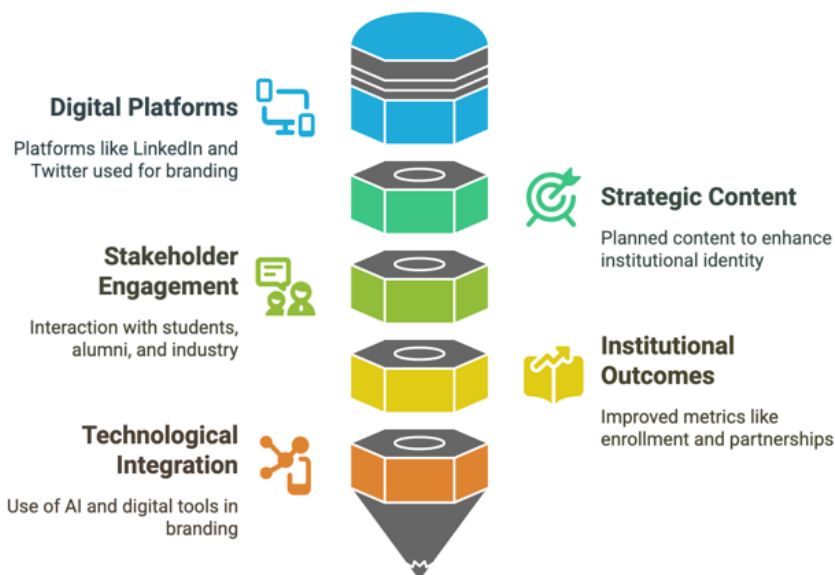 Digital Platforms
Platforms like LinkedIn and
Twitter used for branding
Strategic Content
Planned content to enhance
institutional identity
Stakeholder
Engagement
Interaction with students,
alumni, and industry
Institutional
Outcomes
Improved metrics like
enrollment and partnerships
Technological
Integration
Use of AI and digital tools in
branding